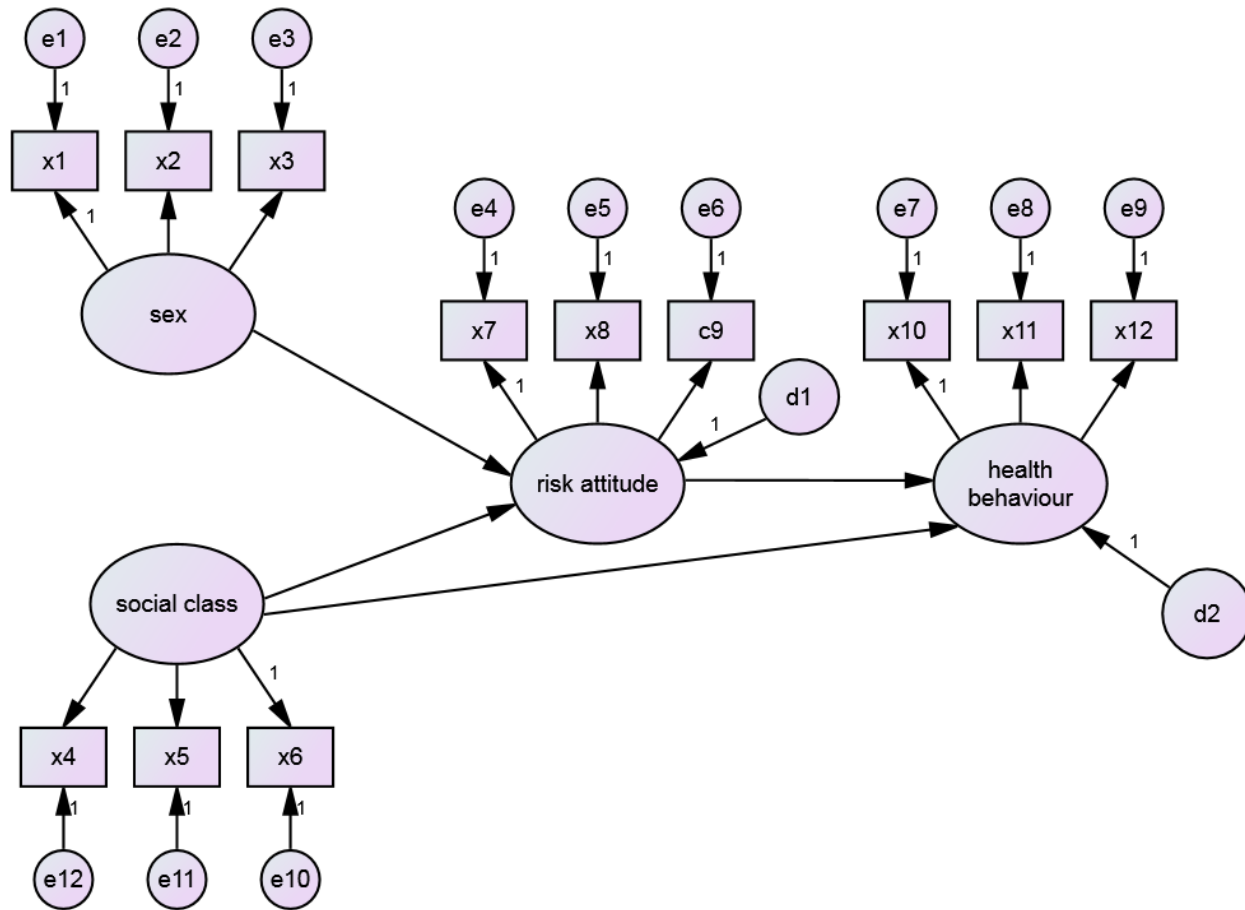 e1
e2
e3
1
1
1
x1
x2
x3
1
sex
e4
e5
e6
1
1
1
x7
x8
c9
1
d1
1
risk attitude
e7
e8
e9
1
1
1
x10
x11
x12
1
health
behaviour
1
d2
social class
1
x4
x5
x6
1
1
1
e12
e11
e10